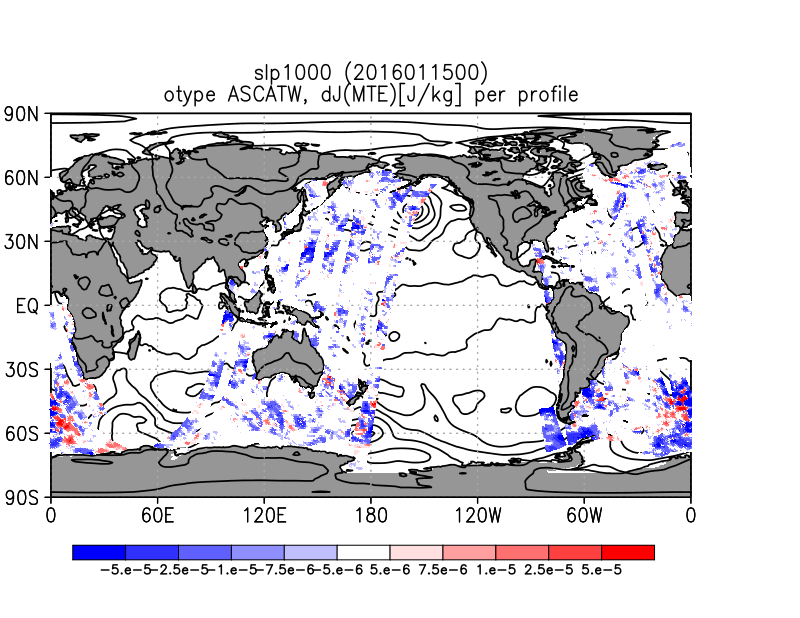 slp1000 (2016011500)
otype ASCATW, dJ(MTE)[J/kg] per profile
90N
60N
30N
EQ
30S
60S
90S
0 60E 120E 180 120W 60W 0
-5.e-5 -2.5e-5 -1.e-5 -7.5e-6 -5.e-6 5.e-6 7.5e-6 1.e-5 2.5e-5 5.e-5